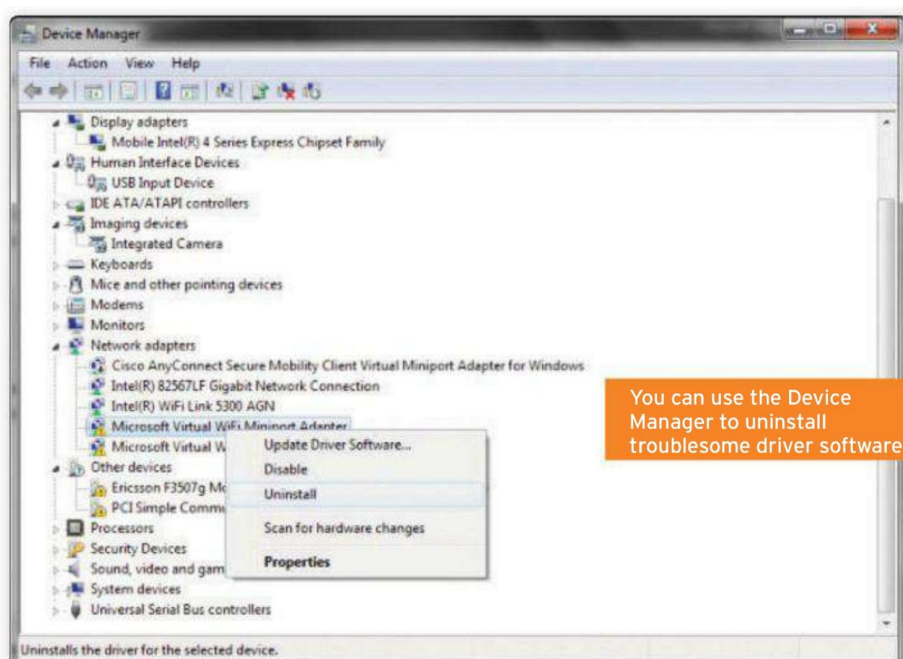 Device Manager
File Action View Help
Display adapters
Mobile Intel(R) 4 Series Express Chipset Family
Human Interface Devices
USB Input Device
IDE ATA/ATAPI controllers
Imaging devices
Integrated Camera
Keyboards
Mice and other pointing devices
Modems
Monitors
Network adapters
Cisco AnyConnect Secure Mobility Client Virtual Miniport Adapter for Windows
Intel(R) 82567LF Gigabit Network Connection
Intel(R) WiFi Link 5300 AGN
Microsoft Virtual WiFi Miniport Adapter
Microsoft Virtual W
Other devices
Ericsson F3507g Mo
PCI Simple Commu
Processors
Security Devices
Sound, video and gam
System devices
Universal Serial Bus controllers
Update Driver Software...
Disable
Uninstall
Scan for hardware changes
Properties
You can use the Device
Manager to uninstall
troublesome driver software
Uninstalls the driver for the selected device.